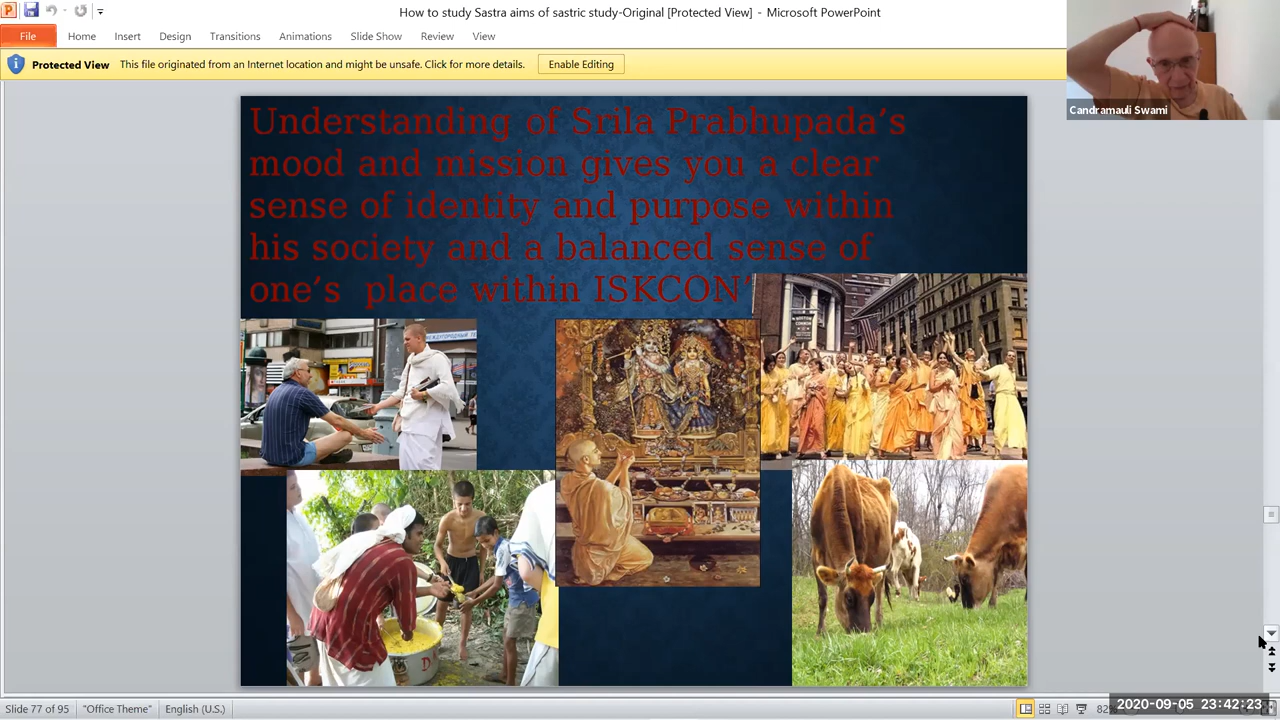 How to study Sastra aims of sastric study-Original [Protected View] - Microsoft PowerPoint
File Home Insert Design Transitions Animations Slide Show Review View
Protected View This file originated from an Internet location and might be unsafe. Click for more details. Enable Editing
Candramauli Swami
Understanding of Srila Prabhupada’s
mood and mission gives you a clear
sense of identity and purpose within
his society and a balanced sense of
one’s place within ISKCON’
Slide 77 of 95 "Office Theme" English (U.S.)
2020-09-05 23:42:23